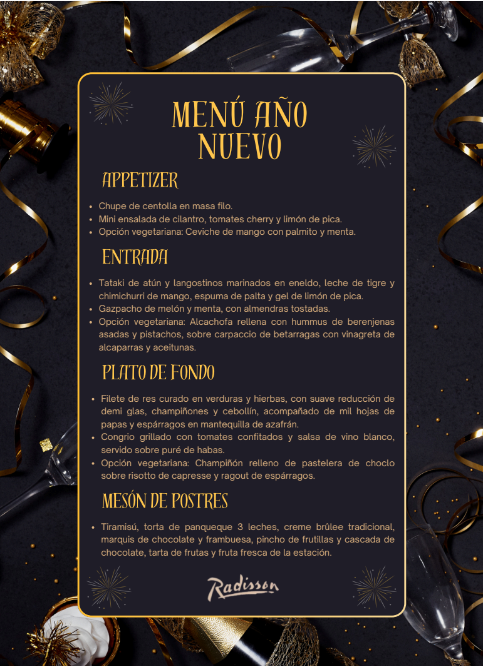 MENÚ AÑO
NUEVO
APPETIZER
• Chupe de centolla en masa filo.
• Mini ensalada de cilantro, tomates cherry y limón de pica.
• Opción vegetariana: Ceviche de mango con palmito y menta.
ENTRADA
• Tataki de atún y langostinos marinados en eneldo, leche de tigre y
chimichurri de mango, espuma de palta y gel de limón de pica.
• Gazpacho de melón y menta, con almendras tostadas.
• Opción vegetariana: Alcachofa rellena con hummus de berenjenas
asadas y pistachos, sobre carpaccio de betarragas con vinagreta de
alcaparras y aceitunas.
PLATO DE FONDO
• Filete de res curado en verduras y hierbas, con suave reducción de
demi glas, champiñones y cebollín, acompañado de mil hojas de
papas y espárragos en mantequilla de azafrán.
• Congrio grillado con tomates confitados y salsa de vino blanco,
servido sobre puré de habas.
• Opción vegetariana: Champiñón relleno de pastelera de choclo
sobre risotto de capresse y ragout de espárragos.
MESÓN DE POSTRES
• Tiramisú, torta de panqueque 3 leches, creme brûlee tradicional,
marquis de chocolate y frambuesa, pincho de frutillas y cascada de
chocolate, tarta de frutas y fruta fresca de la estación.
Radisson